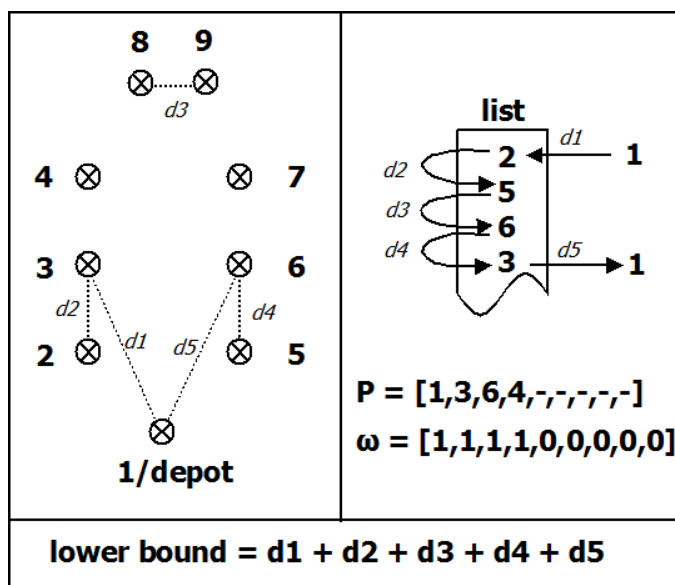 8 9
d3
4 7
3 6
d2 d1 d5 d4
2 5
1/depot
list
d1
2 1
d2
5
d3
6
d4
3 d5 1
P = [1,3,6,4,-,-,-,-,-]
ω = [1,1,1,1,0,0,0,0,0]
lower bound = d1 + d2 + d3 + d4 + d5